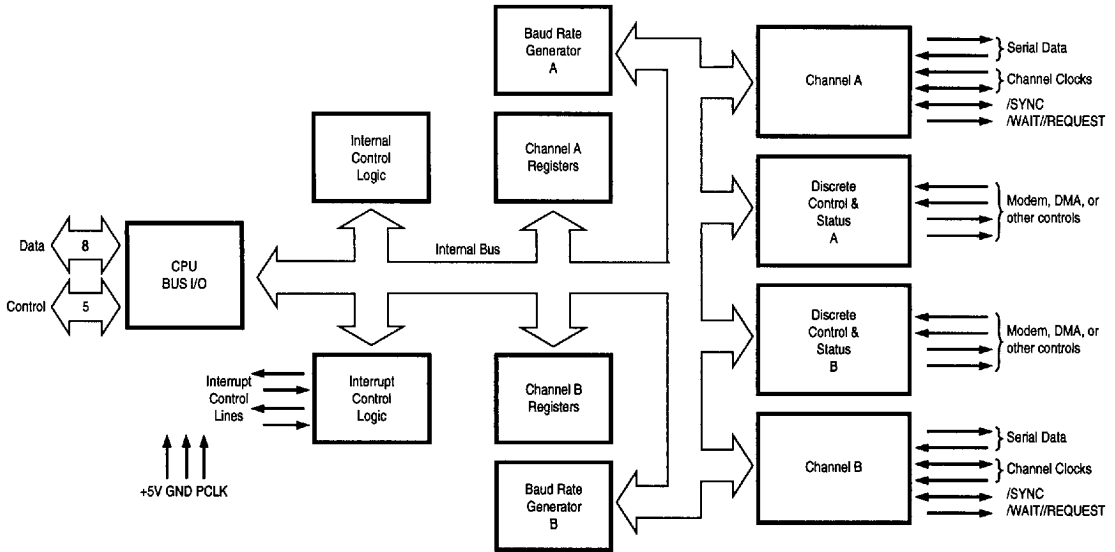 Baud Rate
Generator
A
Channel A
Serial Data
Channel Clocks
/SYNC
/WAIT//REQUEST
Internal
Control
Logic
Channel A
Registers
Discrete
Control &
Status
A
Modem, DMA, or
other controls
Data
8
Control
5
CPU
BUS I/O
Internal Bus
Discrete
Control &
Status
B
Modem, DMA, or
other controls
Interrupt
Control
Lines
Interrupt
Control
Logic
Channel B
Registers
Channel B
Serial Data
Channel Clocks
/SYNC
/WAIT//REQUEST
+5V GND PCLK
Baud Rate
Generator
B